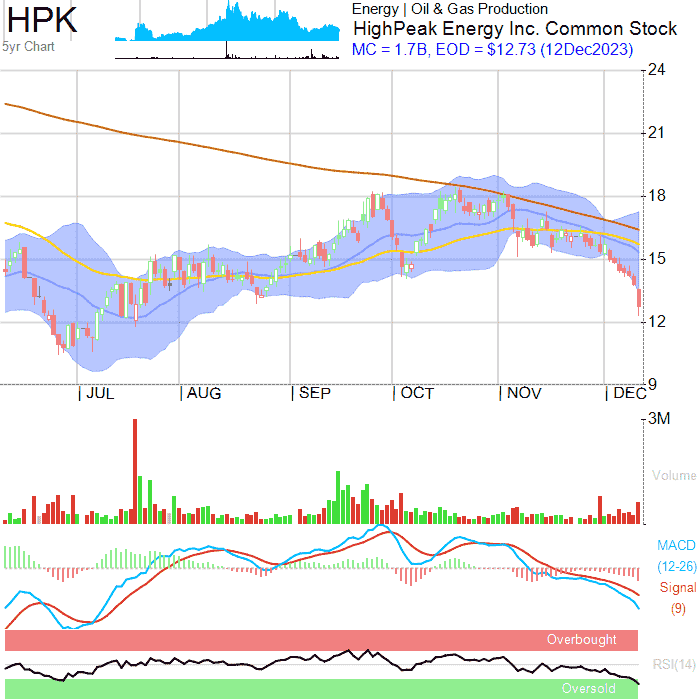 HPK
5yr Chart
Energy | Oil & Gas Production
HighPeak Energy Inc. Common Stock
MC = 1.7B, EOD = $12.73 (12Dec2023)
24
21
18
15
12
9
| JUL | AUG | SEP | OCT | NOV | DEC
3M
Volume
MACD
(12-26)
Signal
(9)
Overbought
RSI(14)
Oversold